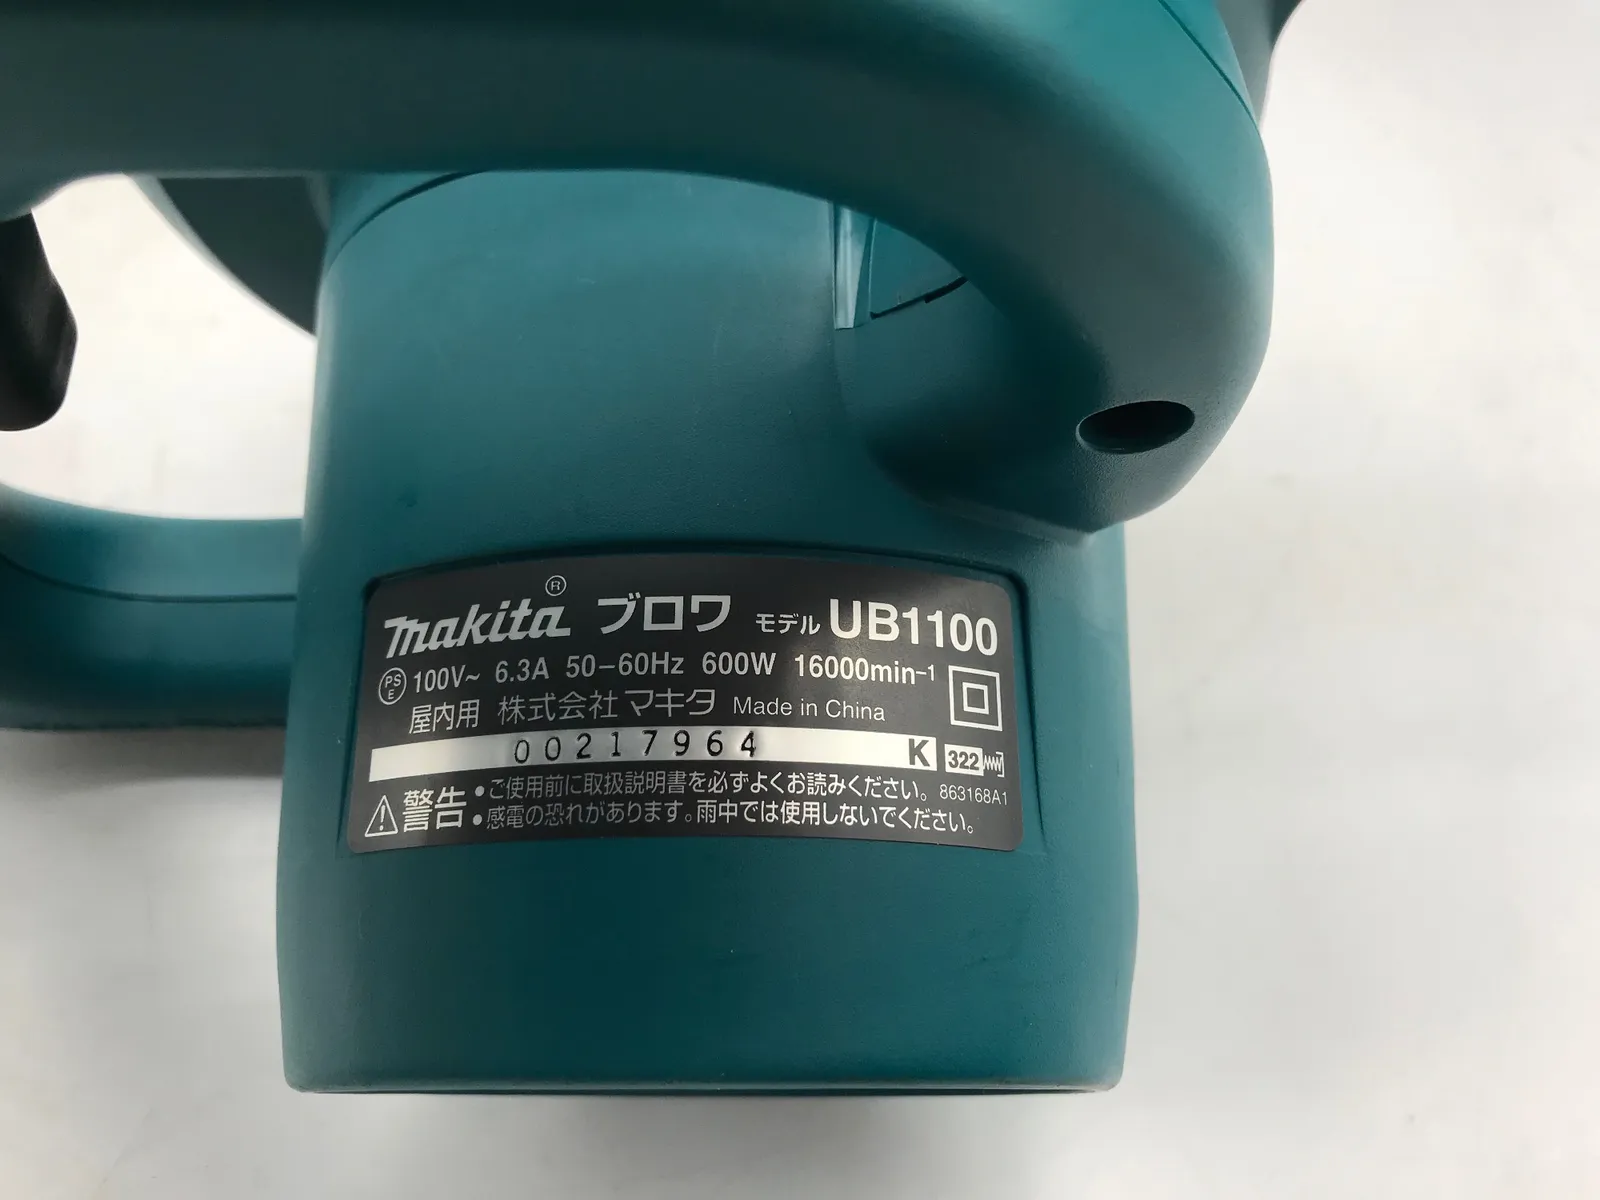 makita® ブロワ モデル UB1100
PSE 100V~ 6.3A 50-60Hz 600W 16000min-1
屋内用 株式会社マキタ Made in China
00217964 K 322
警告 •ご使用前に取扱説明書を必ずよくお読みください。 863168A1
•感電の恐れがあります。雨中では使用しないでください。